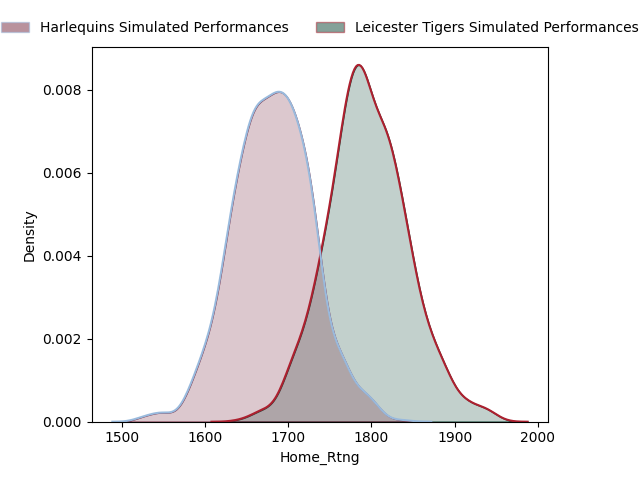 Harlequins Simulated Performances Leicester Tigers Simulated Performances
0.008
0.006
0.004
0.002
0.000
Density
1500 1600 1700 1800 1900 2000
Home_Rtng